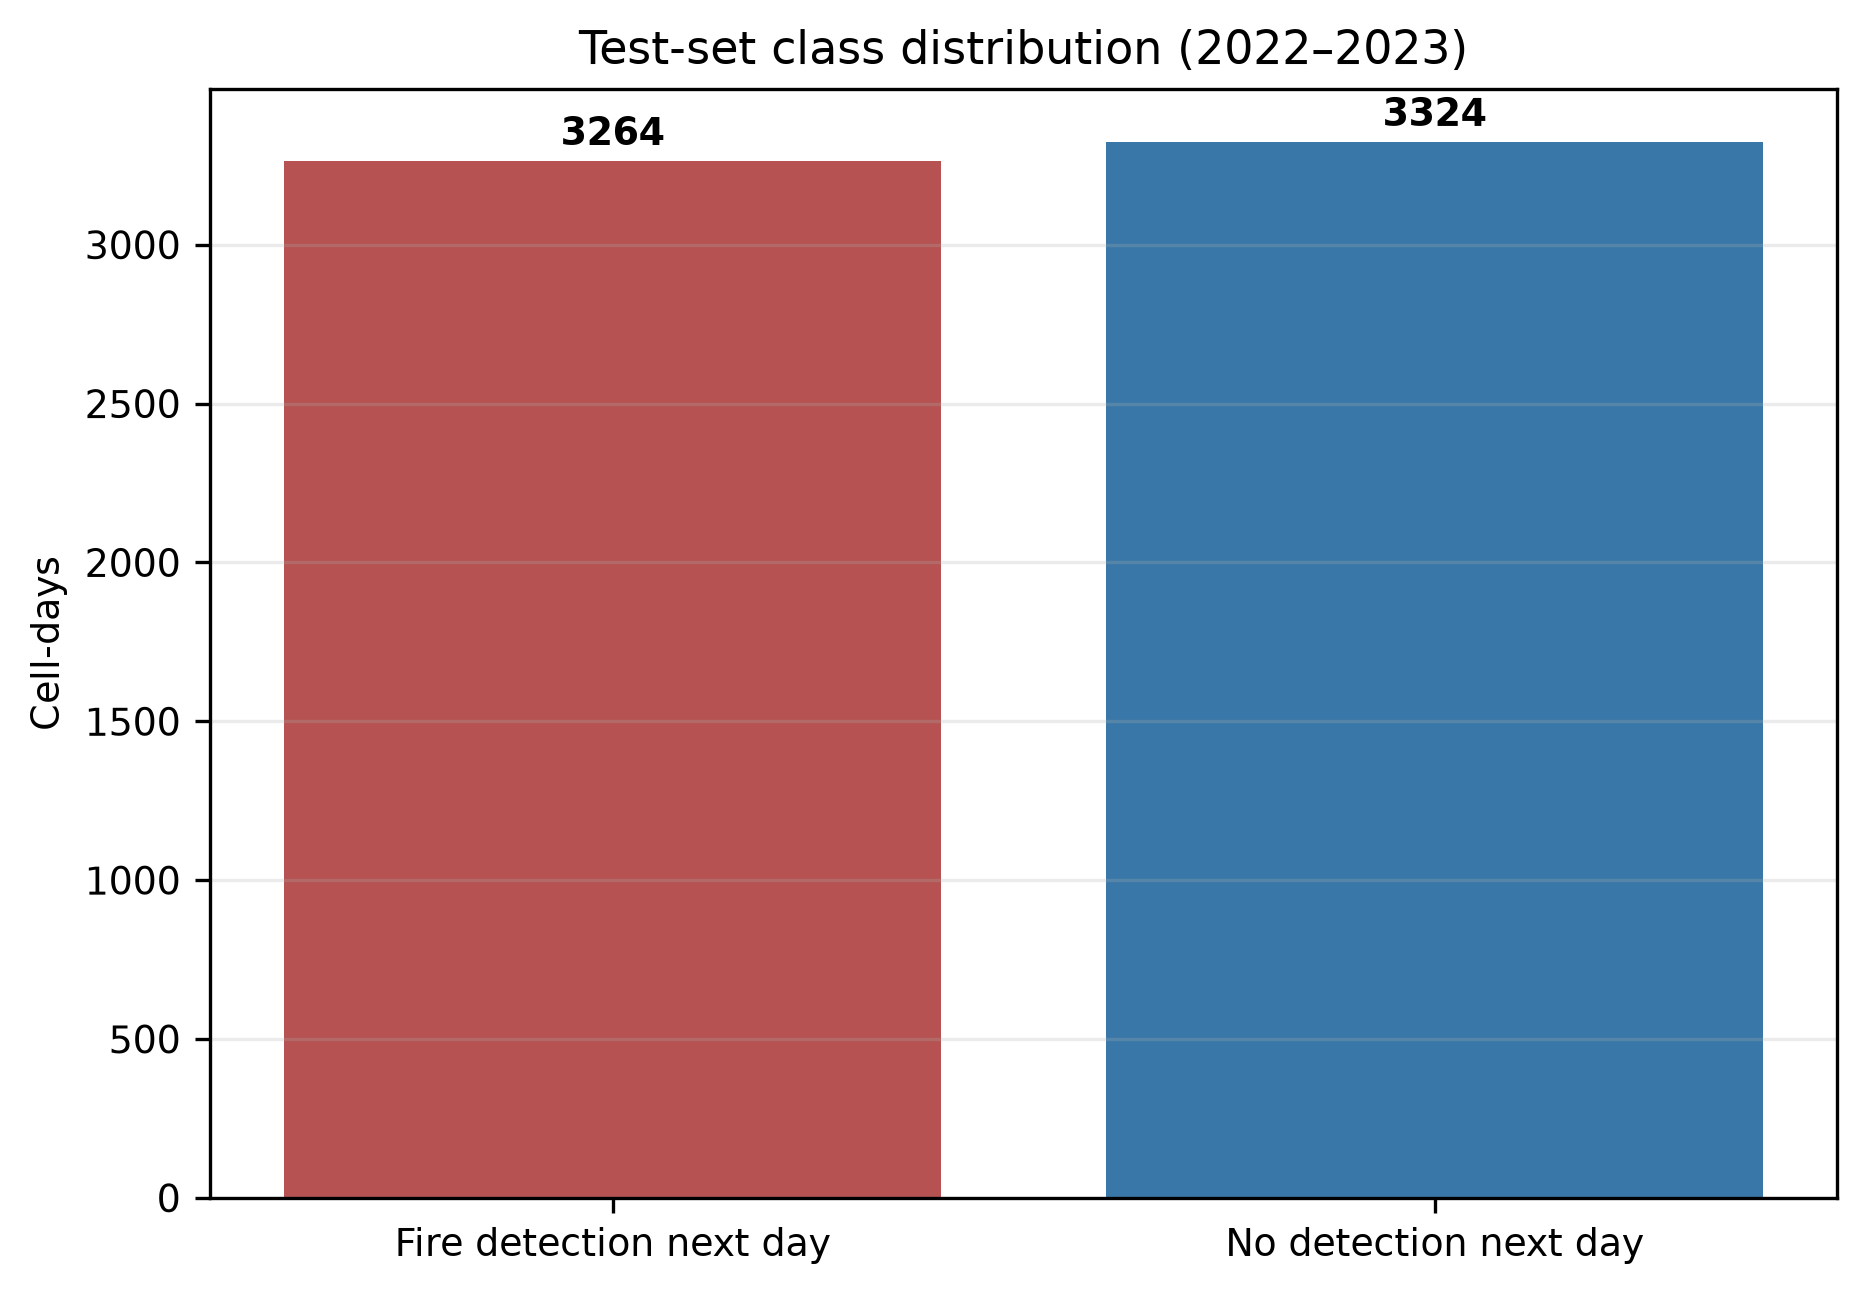 Test-set class distribution (2022–2023)
3264
3324
3000
2500
2000
1500
1000
500
0
Cell-days
Fire detection next day
No detection next day